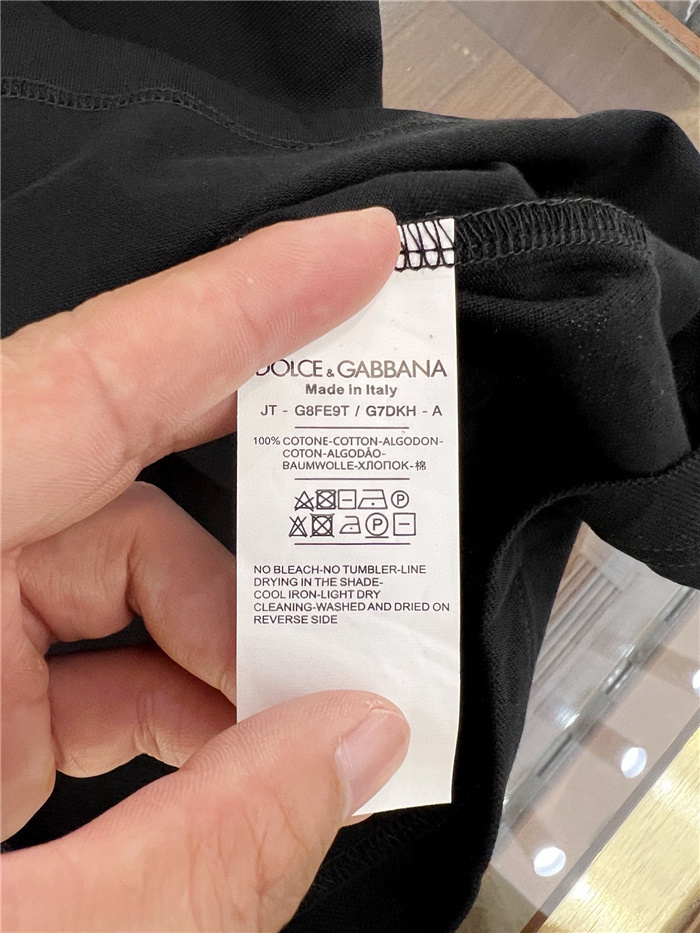 DOLCE & GABBANA
Made in Italy
JT - G8FE9T / G7DKH - A
100% COTONE-COTTON-ALGODON-
COTON-ALGODÃO-
BAUMWOLLE-ХЛОПОК-棉
NO BLEACH-NO TUMBLER-LINE
DRYING IN THE SHADE-
COOL IRON-LIGHT DRY
CLEANING-WASHED AND DRIED ON
REVERSE SIDE